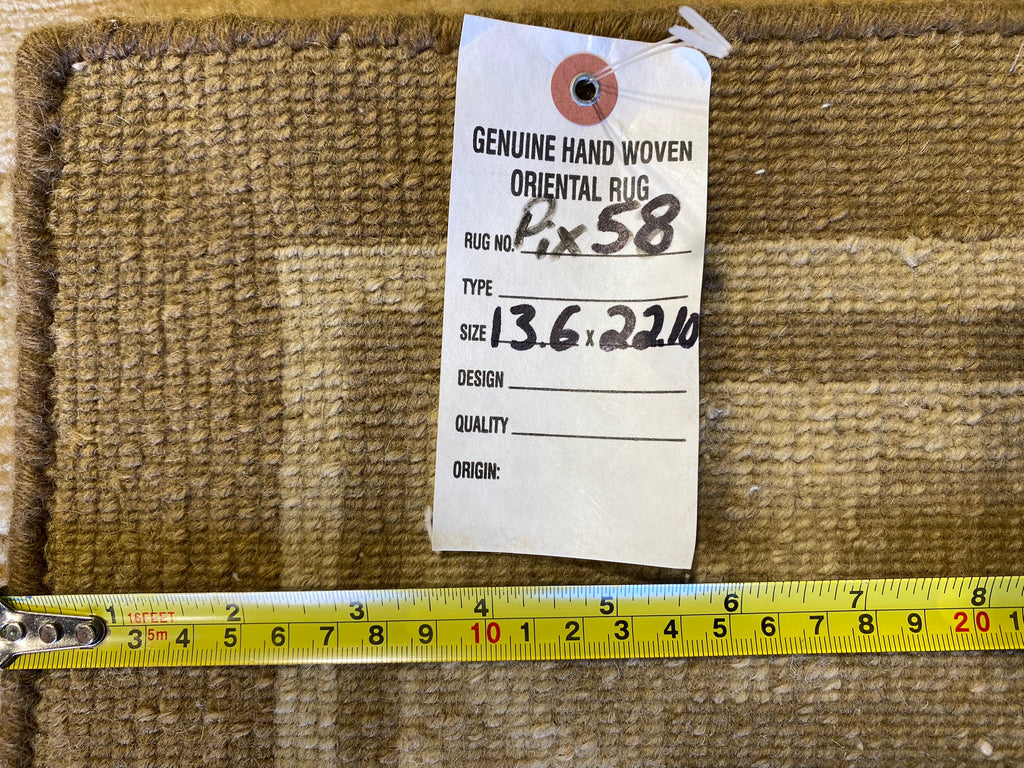 GENUINE HAND WOVEN
ORIENTAL RUG
RUG NO. Pix 58
TYPE
SIZE 13.6 x 22.10
DESIGN
QUALITY
ORIGIN:
1 16FEET 2 3 4 5 6 7 8
3 5m 4 5 6 7 8 9 10 1 2 3 4 5 6 7 8 9 20 1